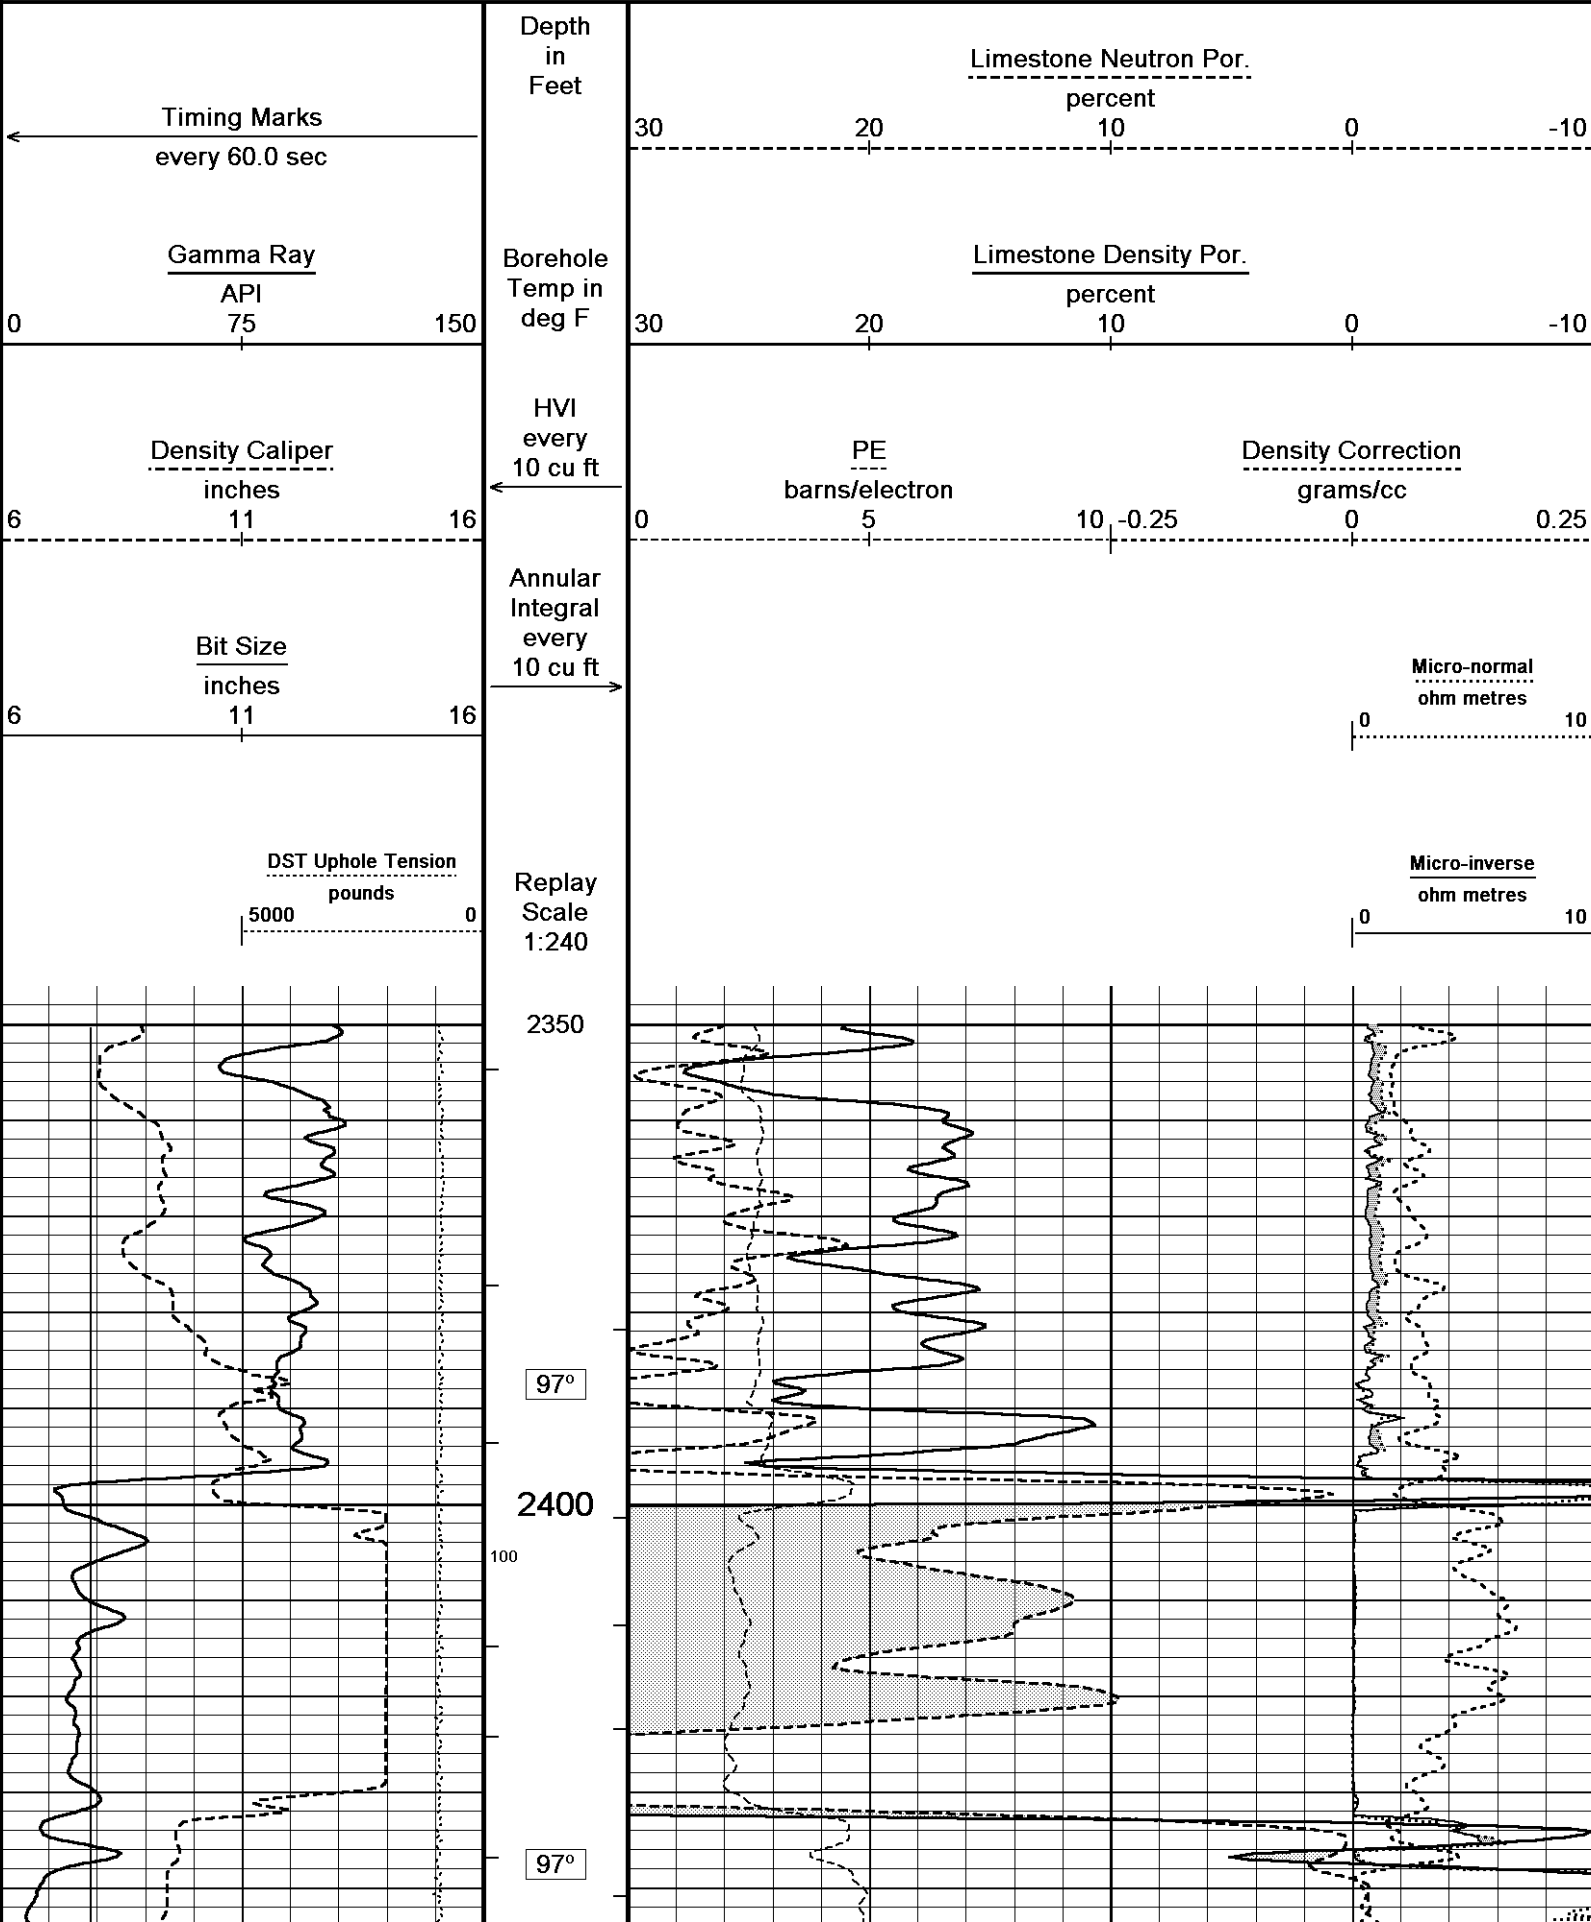 Timing Marks
every 60.0 sec
Gamma Ray
API
0 75 150
Density Caliper
inches
6 11 16
Bit Size
inches
6 11 16
DST Uphole Tension
pounds
5000 0
Depth
in
Feet
Borehole
Temp in
deg F
HVI
every
10 cu ft
Annular
Integral
every
10 cu ft
Replay
Scale
1:240
Limestone Neutron Por.
percent
30 20 10 0 -10
Limestone Density Por.
percent
30 20 10 0 -10
PE
barns/electron
0 5 10
Density Correction
grams/cc
-0.25 0 0.25
Micro-normal
ohm metres
0 10
Micro-inverse
ohm metres
0 10
2350
97º
2400
100
97º